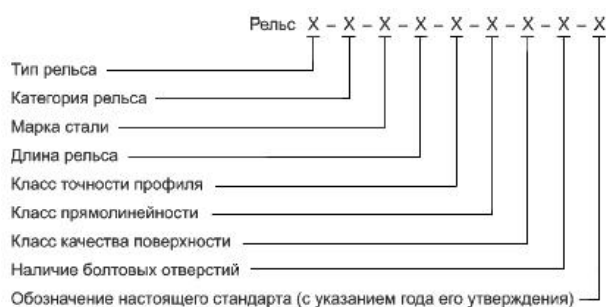 Рельс X – X – X – X – X – X – X – X – X
Тип рельса
Категория рельса
Марка стали
Длина рельса
Класс точности профиля
Класс прямолинейности
Класс качества поверхности
Наличие болтовых отверстий
Обозначение настоящего стандарта (с указанием года его утверждения)